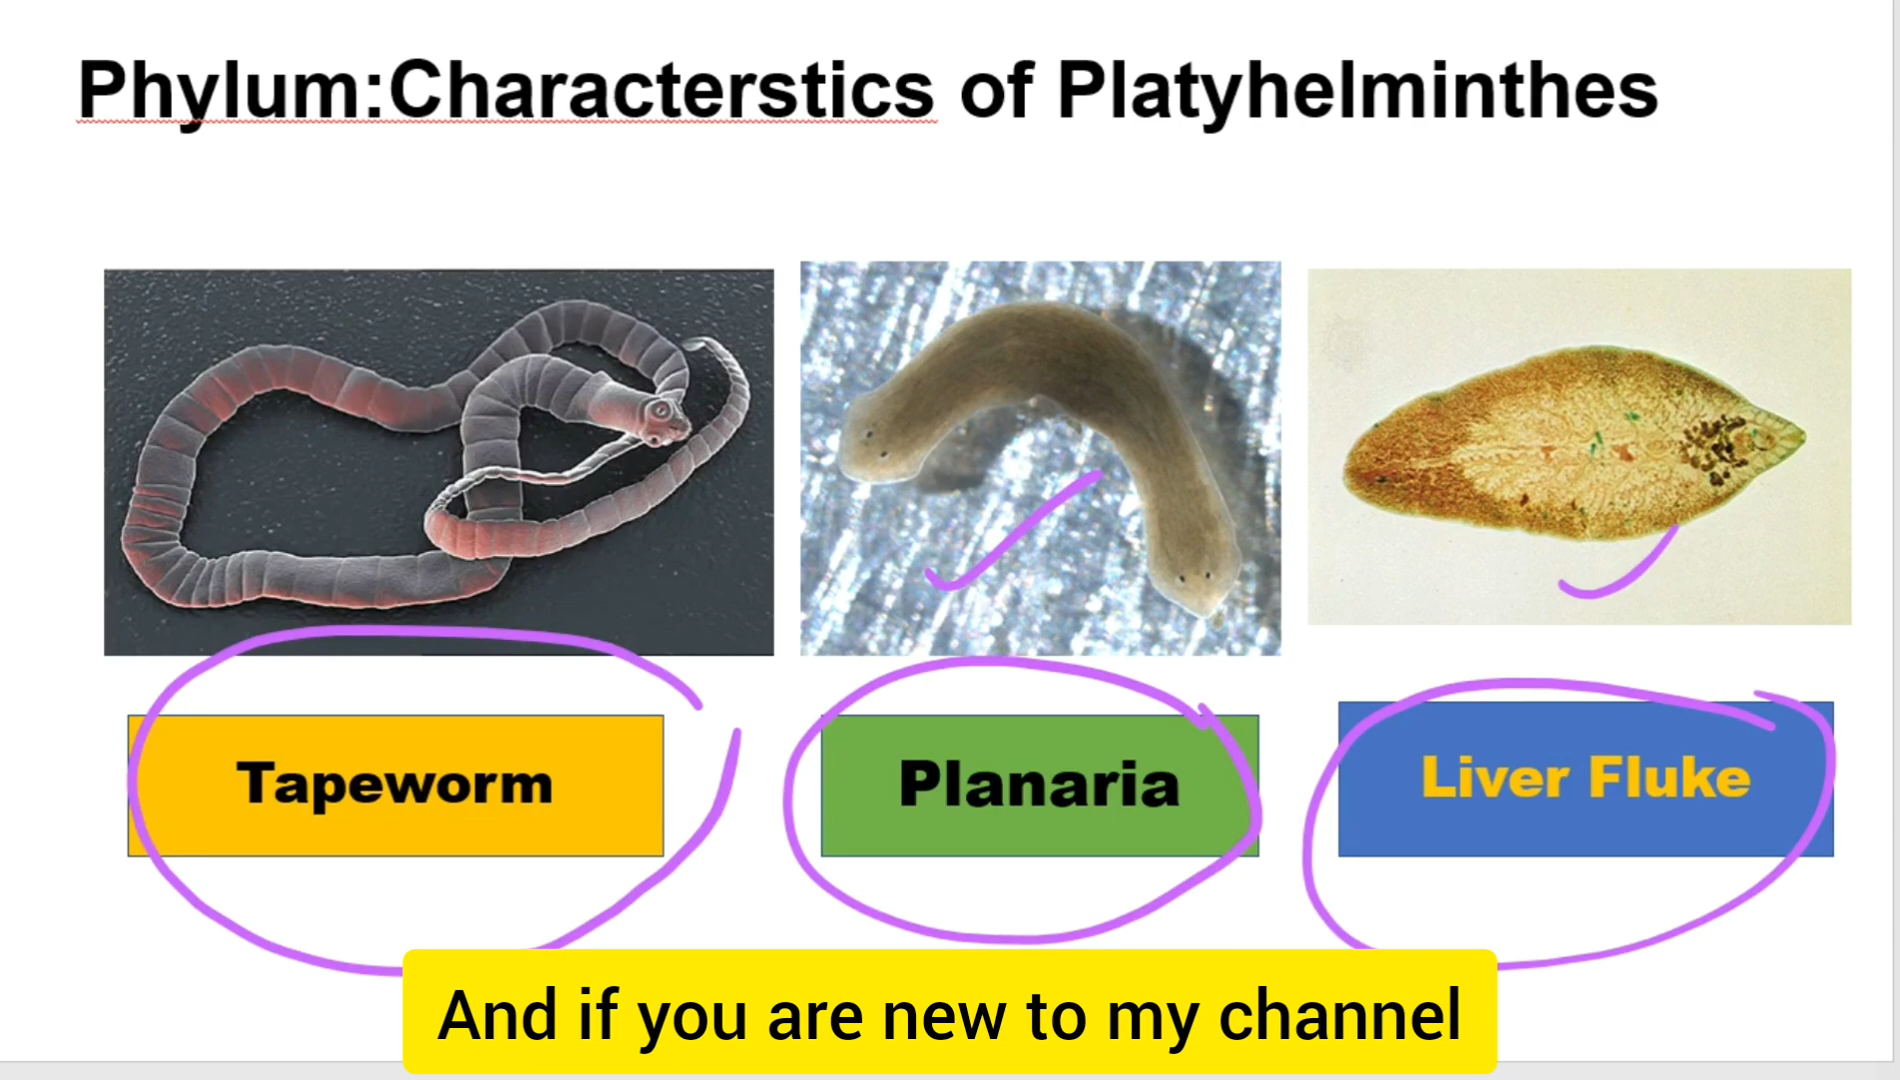 Phylum:Characterstics of Platyhelminthes
Tapeworm
Planaria
Liver Fluke
And if you are new to my channel